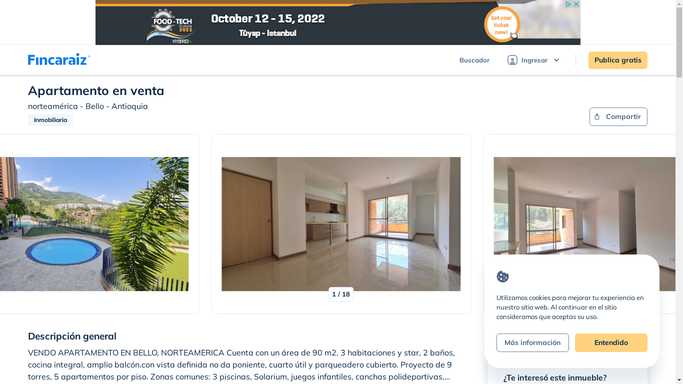 FOOD-TECH
October 12 - 15, 2022
Tüyap - Istanbul
Get your
ticket
now!
Fincaraiz
Buscador
Ingresar
Publica gratis
Apartamento en venta
norteamérica - Bello - Antioquia
Inmobiliaria
Compartir
1 / 18
Utilizamos cookies para mejorar tu experiencia en
nuestro sitio web. Al continuar en el sitio
consideramos que aceptas su uso.
Más información
Entendido
Descripción general
VENDO APARTAMENTO EN BELLO, NORTEAMERICA Cuenta con un área de 90 m2, 3 habitaciones y star, 2 baños,
cocina integral, amplio balcón,con vista definida no da poniente, cuarto útil y parqueadero cubierto. Proyecto de 9
torres, 5 apartamentos por piso. Zonas comunes: 3 piscinas, Solarium, juegos infantiles, canchas polideportivas,...
¿Te interesó este inmueble?